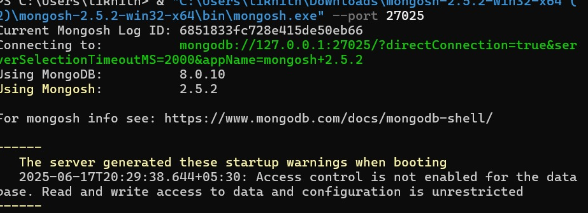 PS C:\Users\tirhith> & "C:\Users\tirhith\Downloads\mongosh-2.5.2-win32-x64 (
2)\mongosh-2.5.2-win32-x64\bin\mongosh.exe" --port 27025
Current Mongosh Log ID: 6851833fc728e415de50eb66
Connecting to: mongodb://127.0.0.1:27025/?directConnection=true&ser
verSelectionTimeoutMS=2000&appName=mongosh+2.5.2
Using MongoDB: 8.0.10
Using Mongosh: 2.5.2
For mongosh info see: https://www.mongodb.com/docs/mongodb-shell/
------
The server generated these startup warnings when booting
2025-06-17T20:29:38.644+05:30: Access control is not enabled for the data
base. Read and write access to data and configuration is unrestricted
------